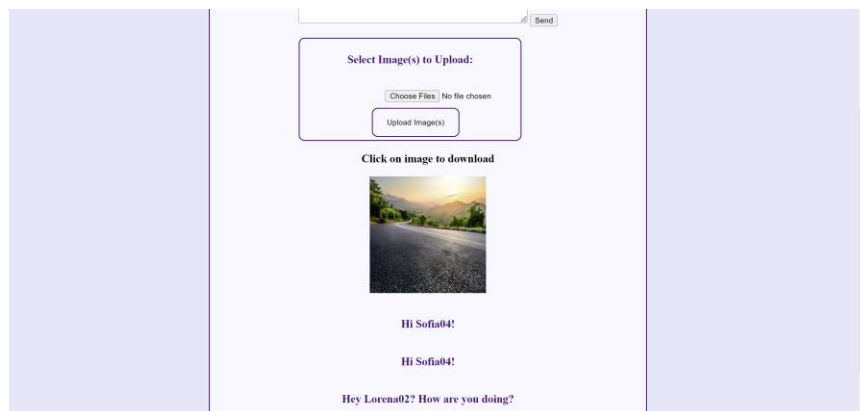 Send
Select Image(s) to Upload:
Choose Files No file chosen
Upload Image(s)
Click on image to download
Hi Sofia04!
Hi Sofia04!
Hey Lorena02? How are you doing?